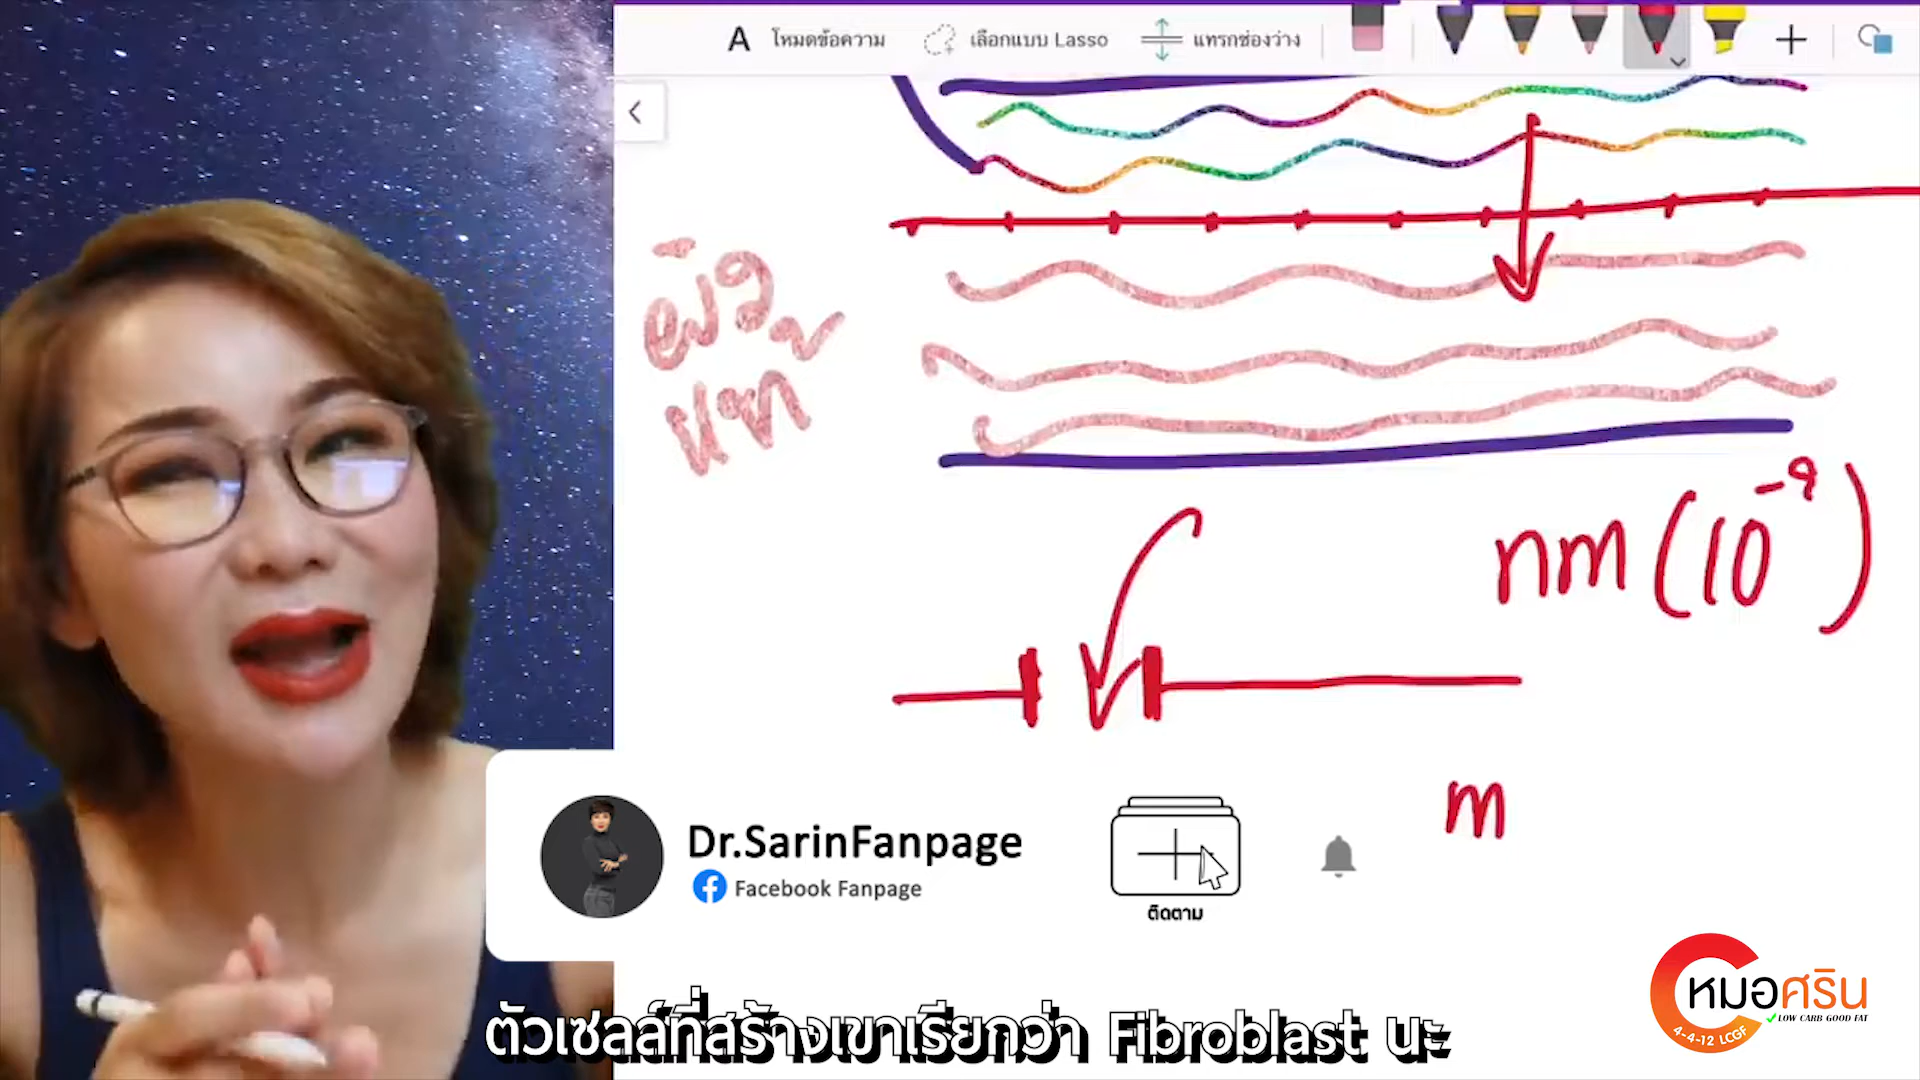 A โหมดข้อความ เลือกแบบ Lasso แทรกช่องว่าง
ผิว
แท้
nm (10⁻⁹)
m
Dr.SarinFanpage
Facebook Fanpage
ติดตาม
หมอศริน
LOW CARB GOOD FAT
4-4-12 LCGF
ตัวเซลล์ที่สร้างเขาเรียกว่า Fibroblast นะ